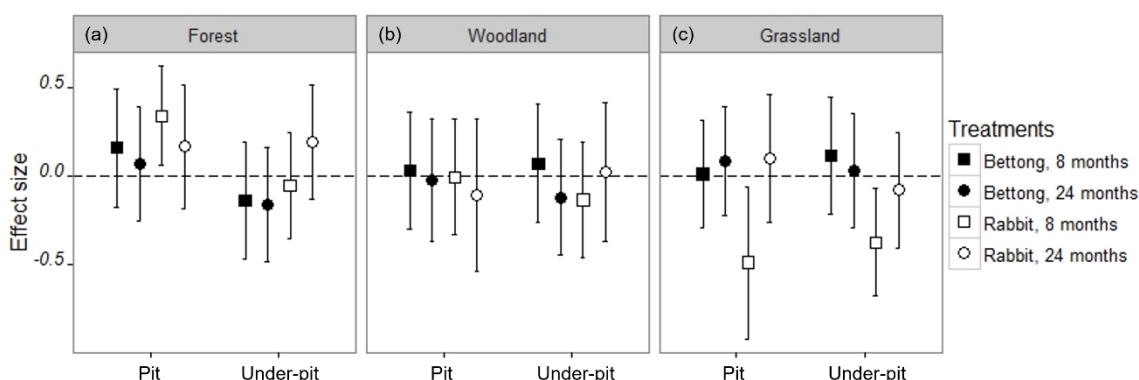 (a) Forest (b) Woodland (c) Grassland
Effect size
0.5
0.0
-0.5
Pit Under-pit Pit Under-pit Pit Under-pit
Treatments
Bettong, 8 months
Bettong, 24 months
Rabbit, 8 months
Rabbit, 24 months